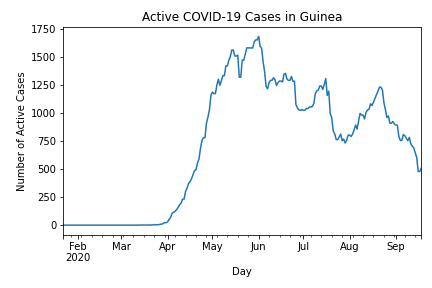 Active COVID-19 Cases in Guinea
Number of Active Cases
1750
1500
1250
1000
750
500
250
0
Feb Mar Apr May Jun Jul Aug Sep
2020
Day